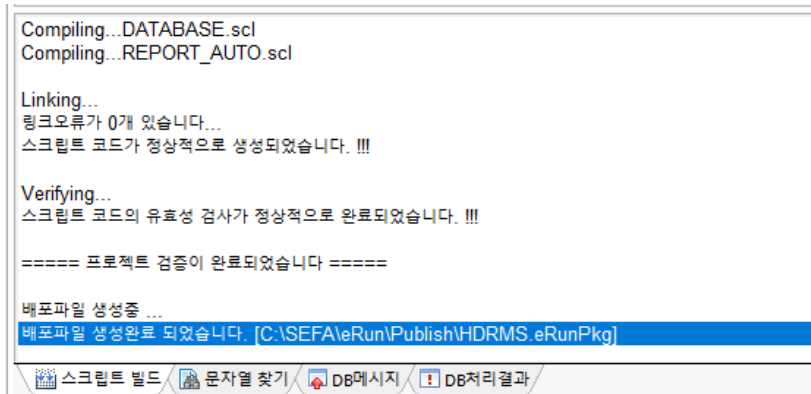 Compiling...DATABASE.scl
Compiling...REPORT_AUTO.scl
Linking...
링크오류가 0개 있습니다...
스크립트 코드가 정상적으로 생성되었습니다. !!!
Verifying...
스크립트 코드의 유효성 검사가 정상적으로 완료되었습니다. !!!
===== 프로젝트 검증이 완료되었습니다 =====
배포파일 생성중 ...
배포파일 생성완료 되었습니다. [C:\SEFA\eRun\Publish\HDRMS.eRunPkg]
스크립트 빌드 문자열 찾기 DB메시지 DB처리결과